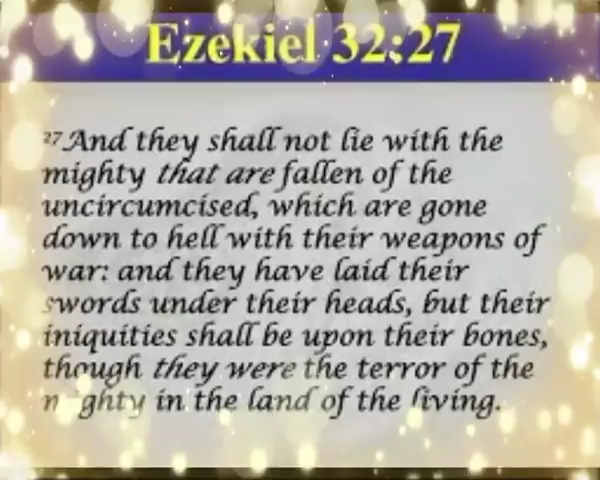 Ezekiel 32:27
27 And they shall not lie with the
mighty that are fallen of the
uncircumcised, which are gone
down to hell with their weapons of
war: and they have laid their
swords under their heads, but their
iniquities shall be upon their bones,
though they were the terror of the
mighty in the land of the living.